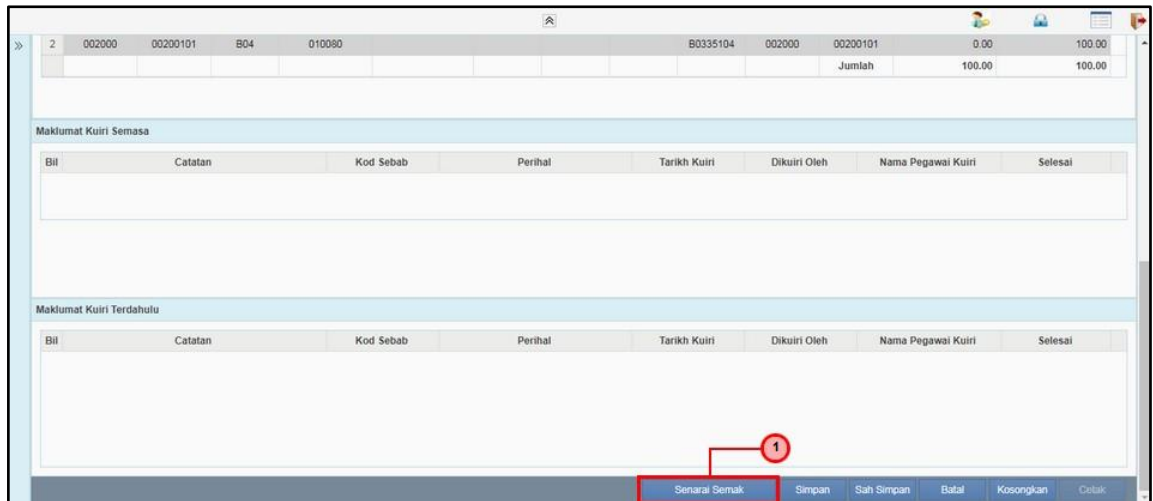 2 002000 00200101 B04 010080 B0335104 002000 00200101 0.00 100.00
Jumlah 100.00 100.00
Maklumat Kuiri Semasa
Bil Catatan Kod Sebab Perihal Tarikh Kuiri Dikuiri Oleh Nama Pegawai Kuiri Selesai
Maklumat Kuiri Terdahulu
Bil Catatan Kod Sebab Perihal Tarikh Kuiri Dikuiri Oleh Nama Pegawai Kuiri Selesai
1
Senarai Semak Simpan Sah Simpan Batal Kosongkan Cetak